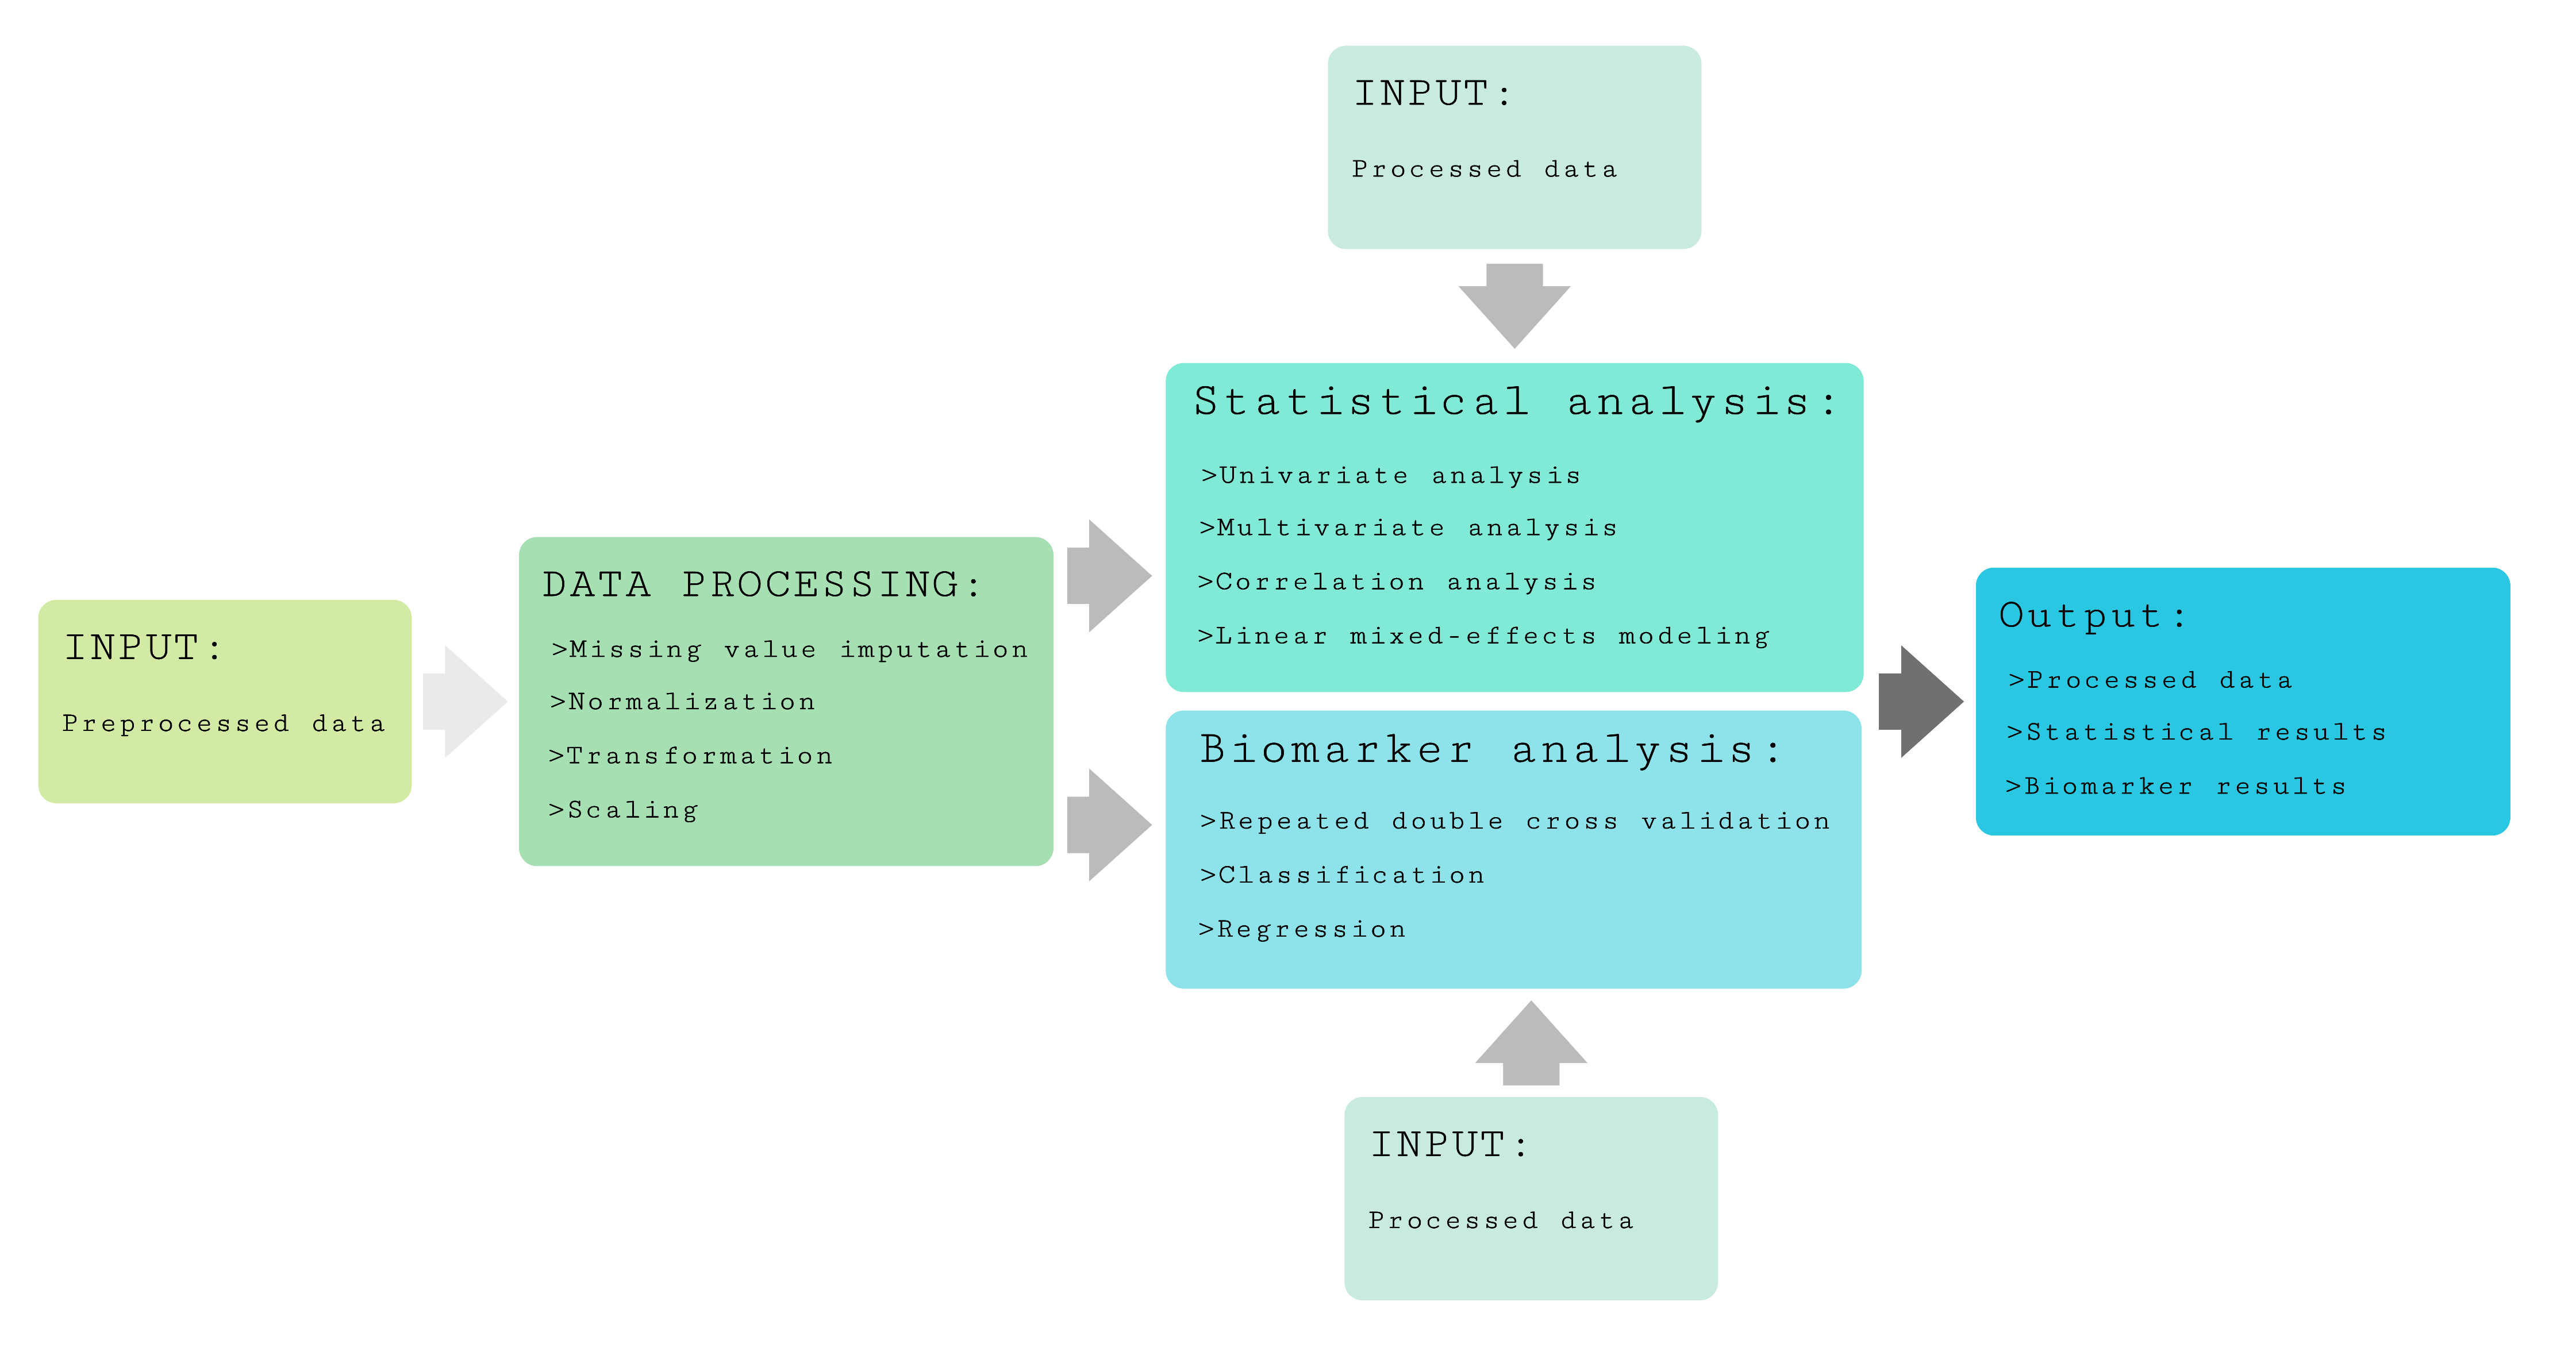 INPUT:
Preprocessed data
DATA PROCESSING:
>Missing value imputation
>Normalization
>Transformation
>Scaling
INPUT:
Processed data
Statistical analysis:
>Univariate analysis
>Multivariate analysis
>Correlation analysis
>Linear mixed-effects modeling
Biomarker analysis:
>Repeated double cross validation
>Classification
>Regression
INPUT:
Processed data
Output:
>Processed data
>Statistical results
>Biomarker results